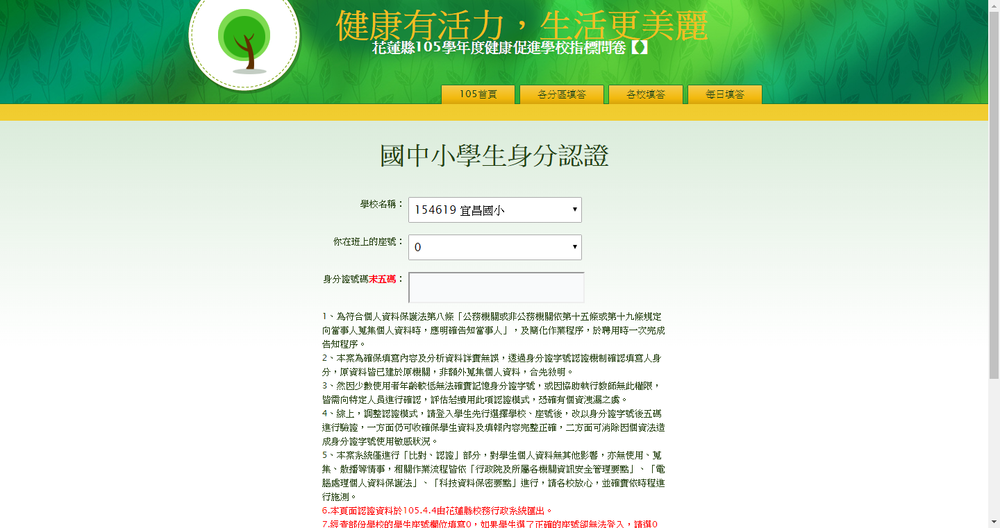 健康有活力，生活更美麗
花蓮縣105學年度健康促進學校指標問卷【】
105首頁
各分區填答
各校填答
每日填答
國中小學生身分認證
學校名稱：
154619 宜昌國小
你在班上的座號：
0
身分證號碼末五碼：
1、為符合個人資料保護法第八條「公務機關或非公務機關依第十五條或第十九條規定
向當事人蒐集個人資料時，應明確告知當事人」，及簡化作業程序，於聘用時一次完成
告知程序。
2、本案為確保填寫內容及分析資料詳實無誤，透過身分證字號認證機制確認填寫人身
分，原資料皆已建於原機關，非額外蒐集個人資料，合先敘明。
3、然因少數使用者年齡較低無法確實記憶身分證字號，或因協助執行教師無此權限，
皆需向特定人員進行確認，評估若續用此項認證模式，恐確有個資洩漏之虞。
4、綜上，調整認證模式，請登入學生先行選擇學校、座號後，改以身分證字號後五碼
進行驗證，一方面仍可收確保學生資料及填報內容完整正確，二方面可消除因個資法造
成身分證字號使用敏感狀況。
5、本案系統僅進行「比對、認證」部分，對學生個人資料無其他影響，亦無使用、蒐
集、散播等情事，相關作業流程皆依「行政院及所屬各機關資訊安全管理要點」、「電
腦處理個人資料保護法」、「科技資料保密要點」進行，請各校放心，並確實依時程進
行施測。
6.本頁面認證資料於105.4.4由花蓮縣校務行政系統匯出。
7.經查部份學校的學生座號欄位填寫0，如果學生選了正確的座號卻無法登入，請選0